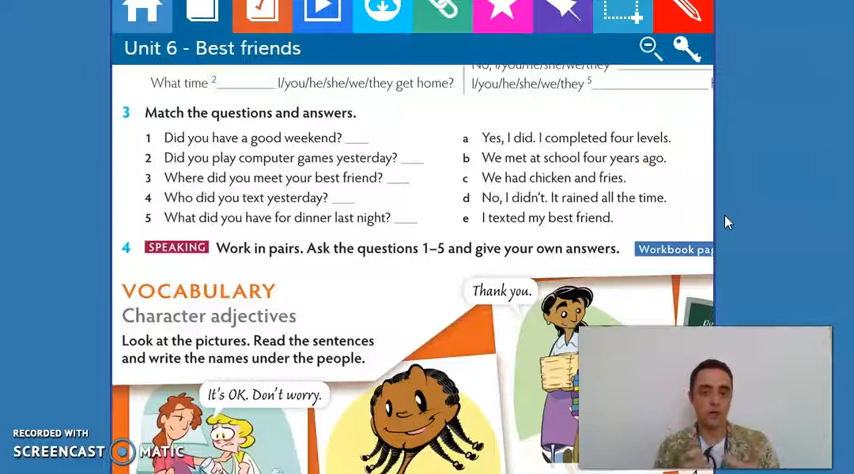 Unit 6 - Best friends
No, I/you/he/she/we/they
What time 2 ________ I/you/he/she/we/they get home?
I/you/he/she/we/they 5 ________
3 Match the questions and answers.
1 Did you have a good weekend? ____
2 Did you play computer games yesterday? ____
3 Where did you meet your best friend? ____
4 Who did you text yesterday? ____
5 What did you have for dinner last night? ____
a Yes, I did. I completed four levels.
b We met at school four years ago.
c We had chicken and fries.
d No, I didn't. It rained all the time.
e I texted my best friend.
4 SPEAKING Work in pairs. Ask the questions 1–5 and give your own answers.
Workbook
VOCABULARY
Character adjectives
Look at the pictures. Read the sentences
and write the names under the people.
Thank you.
It's OK. Don't worry.
RECORDED WITH
SCREENCAST MATIC